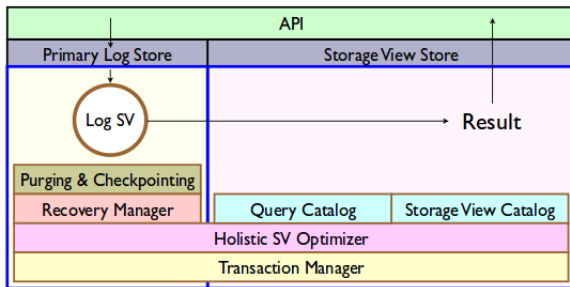 API
Primary Log Store
Storage View Store
Log SV
Result
Purging & Checkpointing
Recovery Manager
Query Catalog
Storage View Catalog
Holistic SV Optimizer
Transaction Manager